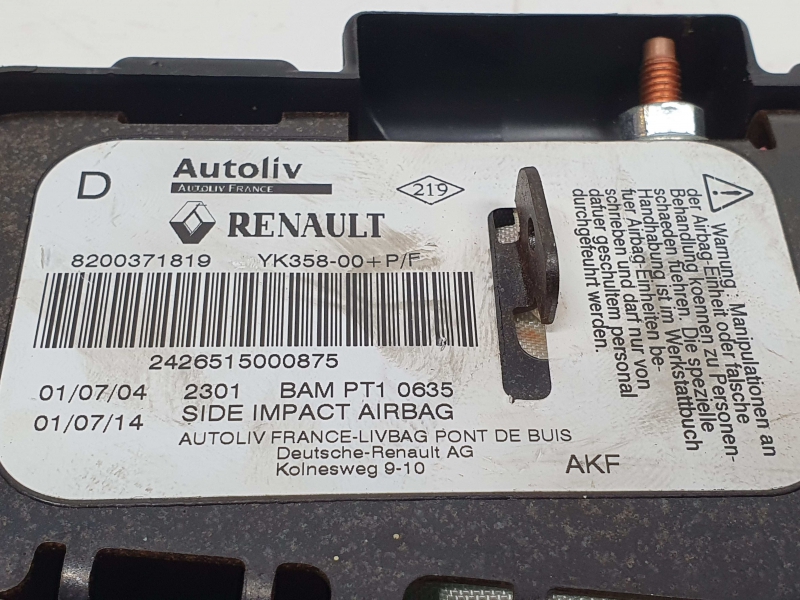 D
Autoliv
AUTOLIV FRANCE
219
RENAULT
8200371819 YK358-00+P/F
2426515000875
01/07/04 2301 BAM PT1 0635
01/07/14 SIDE IMPACT AIRBAG
AUTOLIV FRANCE-LIVBAG PONT DE BUIS
Deutsche-Renault AG
Kolnesweg 9-10
AKF
Warnung : Manipulationen an
der Airbag-Einheit oder falsche
Behandlung koennen zu Personen-
schaeden fuehren. Die spezielle
Handhabung ist im Werkstattbuch
fuer Airbag-Einheiten be-
schrieben und darf nur von
dafuer geschultem personal
durchgefeuhrt werden.